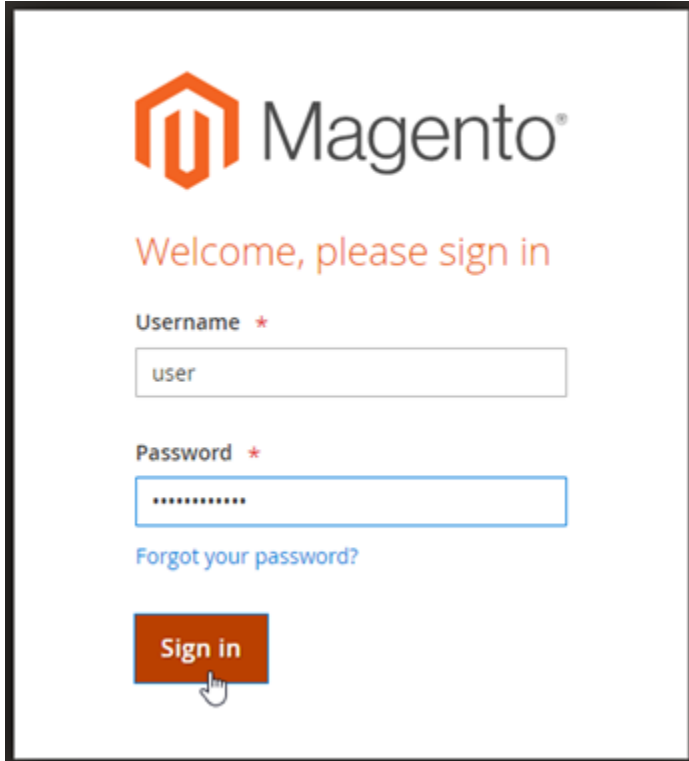 Magento®
Welcome, please sign in
Username *
user
Password *
••••••••••••
Forgot your password?
Sign in